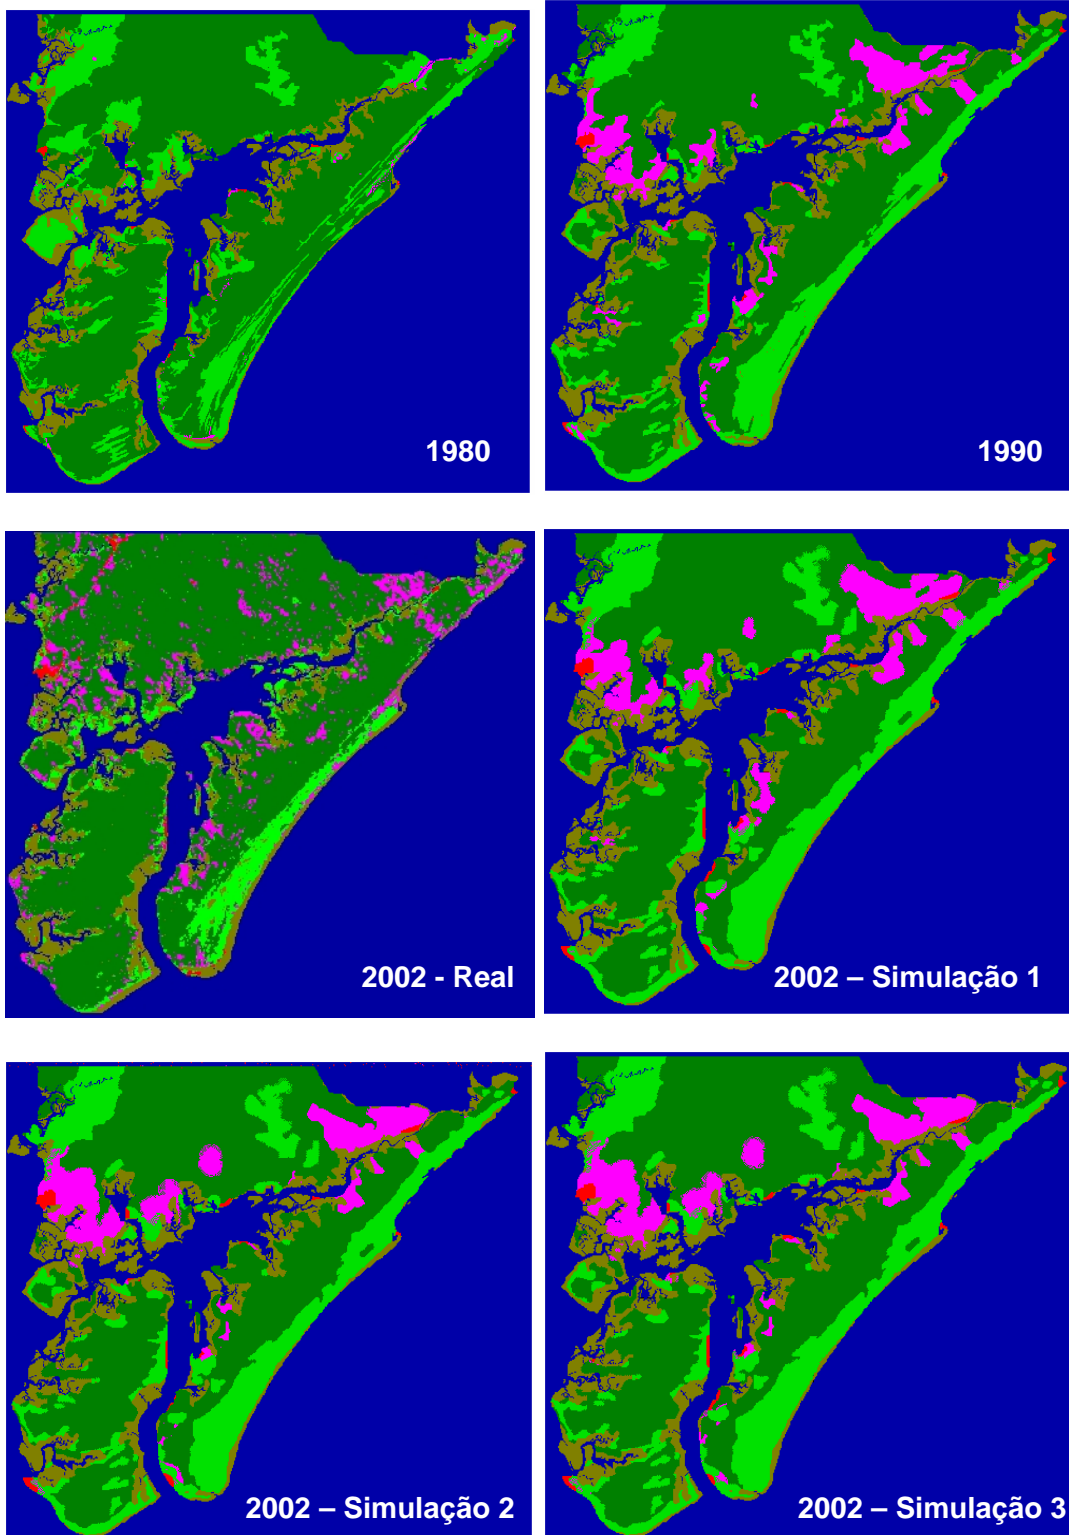 1980
1990
2002 - Real
2002 – Simulação 1
2002 – Simulação 2
2002 – Simulação 3